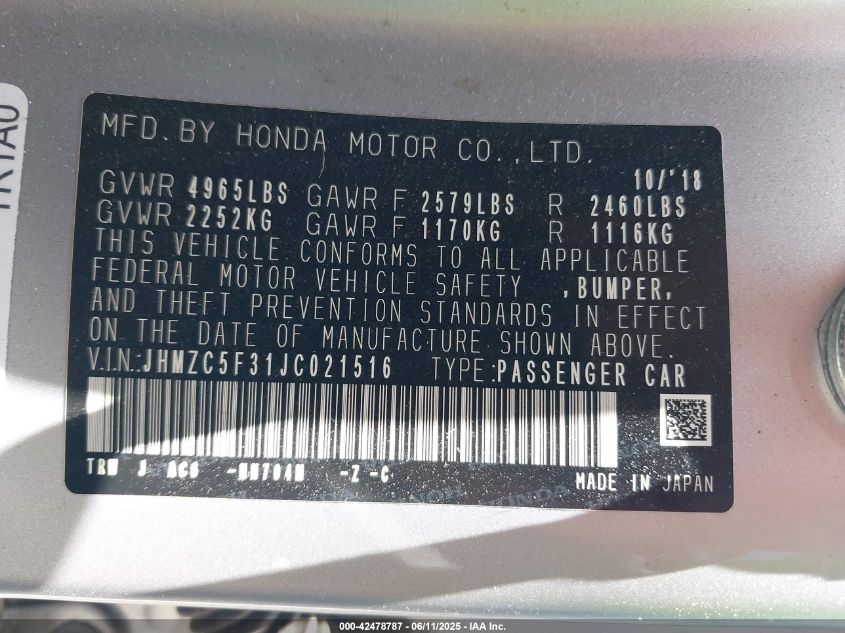 MFD. BY HONDA MOTOR CO., LTD.
10/'18
GVWR 4965LBS GAWR F 2579LBS R 2460LBS
GVWR 2252KG GAWR F 1170KG R 1116KG
THIS VEHICLE CONFORMS TO ALL APPLICABLE
FEDERAL MOTOR VEHICLE SAFETY ,BUMPER,
AND THEFT PREVENTION STANDARDS IN EFFECT
ON THE DATE OF MANUFACTURE SHOWN ABOVE.
V.I.N.:JHMZC5F31JC021516 TYPE:PASSENGER CAR
MADE IN JAPAN
HONDA
000-42478787 - 06/11/2025 - IAA Inc.